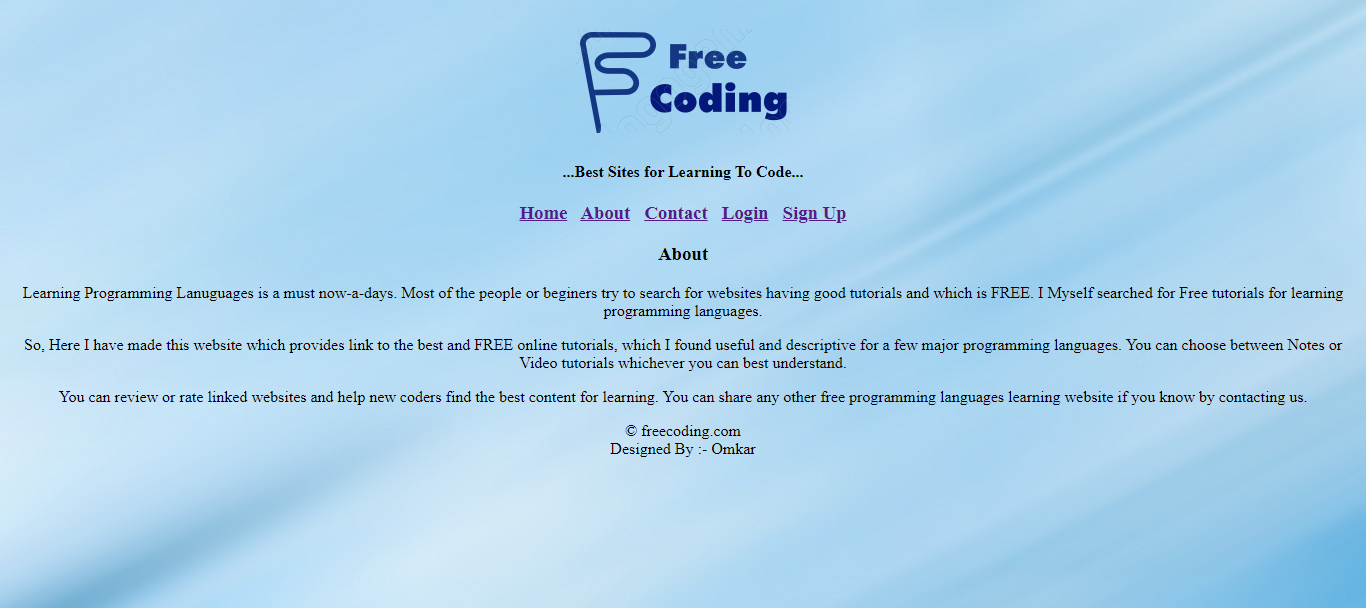 Free
Coding
...Best Sites for Learning To Code...
Home About Contact Login Sign Up
About
Learning Programming Lanuguages is a must now-a-days. Most of the people or beginers try to search for websites having good tutorials and which is FREE. I Myself searched for Free tutorials for learning
programming languages.
So, Here I have made this website which provides link to the best and FREE online tutorials, which I found useful and descriptive for a few major programming languages. You can choose between Notes or
Video tutorials whichever you can best understand.
You can review or rate linked websites and help new coders find the best content for learning. You can share any other free programming languages learning website if you know by contacting us.
© freecoding.com
Designed By :- Omkar